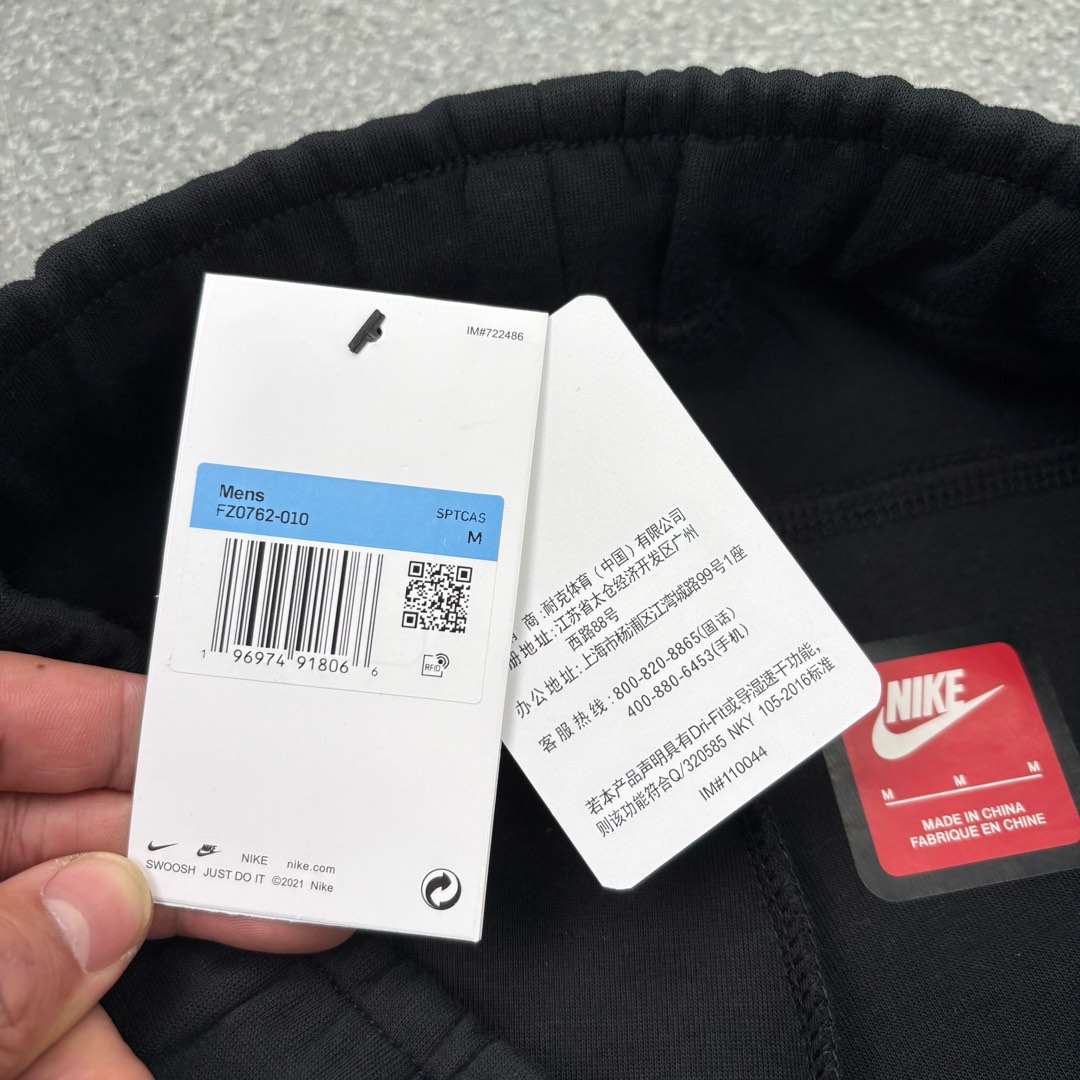 IM#722486
Mens
FZ0762-010
SPTCAS
M
1 96974 91806 6
RFID
NIKE nike.com
SWOOSH JUST DO IT ©2021 Nike
商:耐克体育(中国)有限公司
册地址:江苏省太仓经济开发区广州
西路88号
办公地址:上海市杨浦区江湾城路99号1座
客服热线:800-820-8865(固话)
400-880-6453(手机)
若本产品声明具有Dri-Fit或导湿速干功能,
则该功能符合Q/320585 NKY 105-2016标准
IM#110044
NIKE
M M M
MADE IN CHINA
FABRIQUE EN CHINE